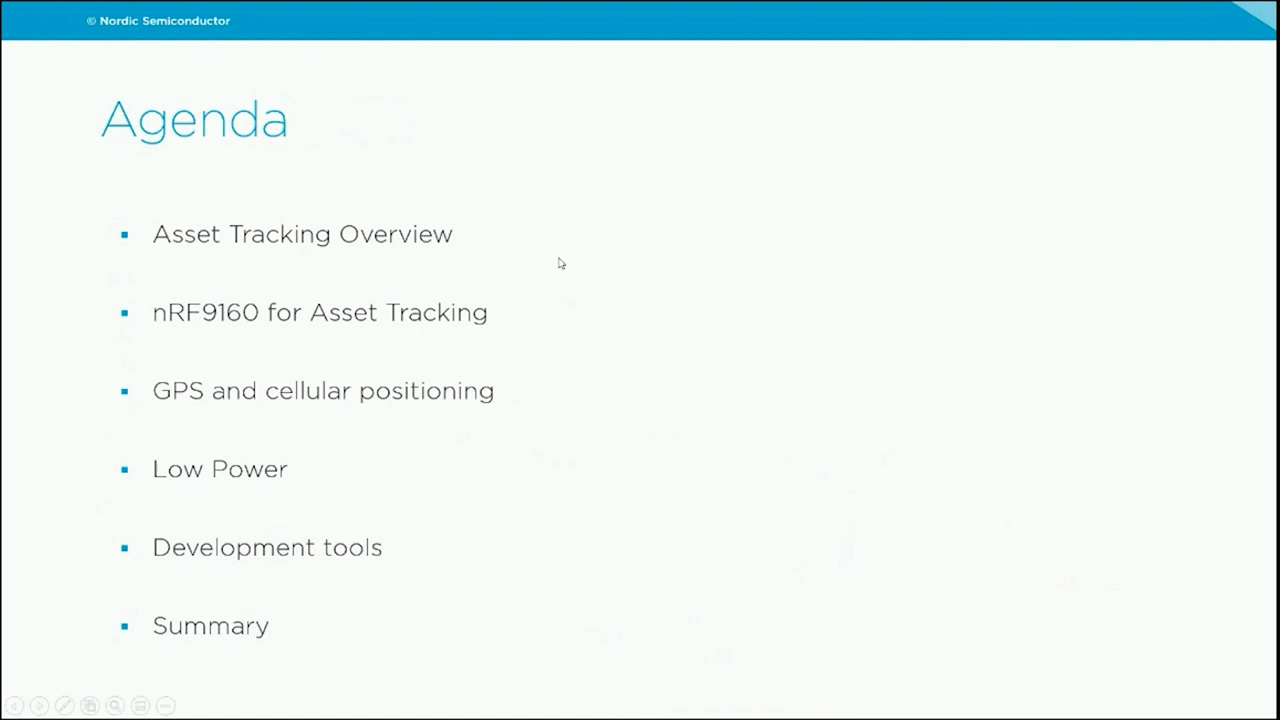 © Nordic Semiconductor
Agenda
Asset Tracking Overview
nRF9160 for Asset Tracking
GPS and cellular positioning
Low Power
Development tools
Summary